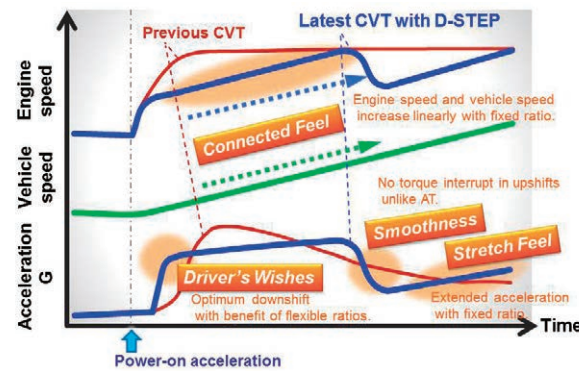 Previous CVT
Latest CVT with D-STEP
Engine
speed
Engine speed and vehicle speed
increase linearly with fixed ratio.
Connected Feel
Vehicle
speed
No torque interrupt in upshifts
unlike AT.
Smoothness
Stretch Feel
Acceleration
G
Driver's Wishes
Optimum downshift
with benefit of flexible ratios.
Extended acceleration
with fixed ratio.
Time
Power-on acceleration